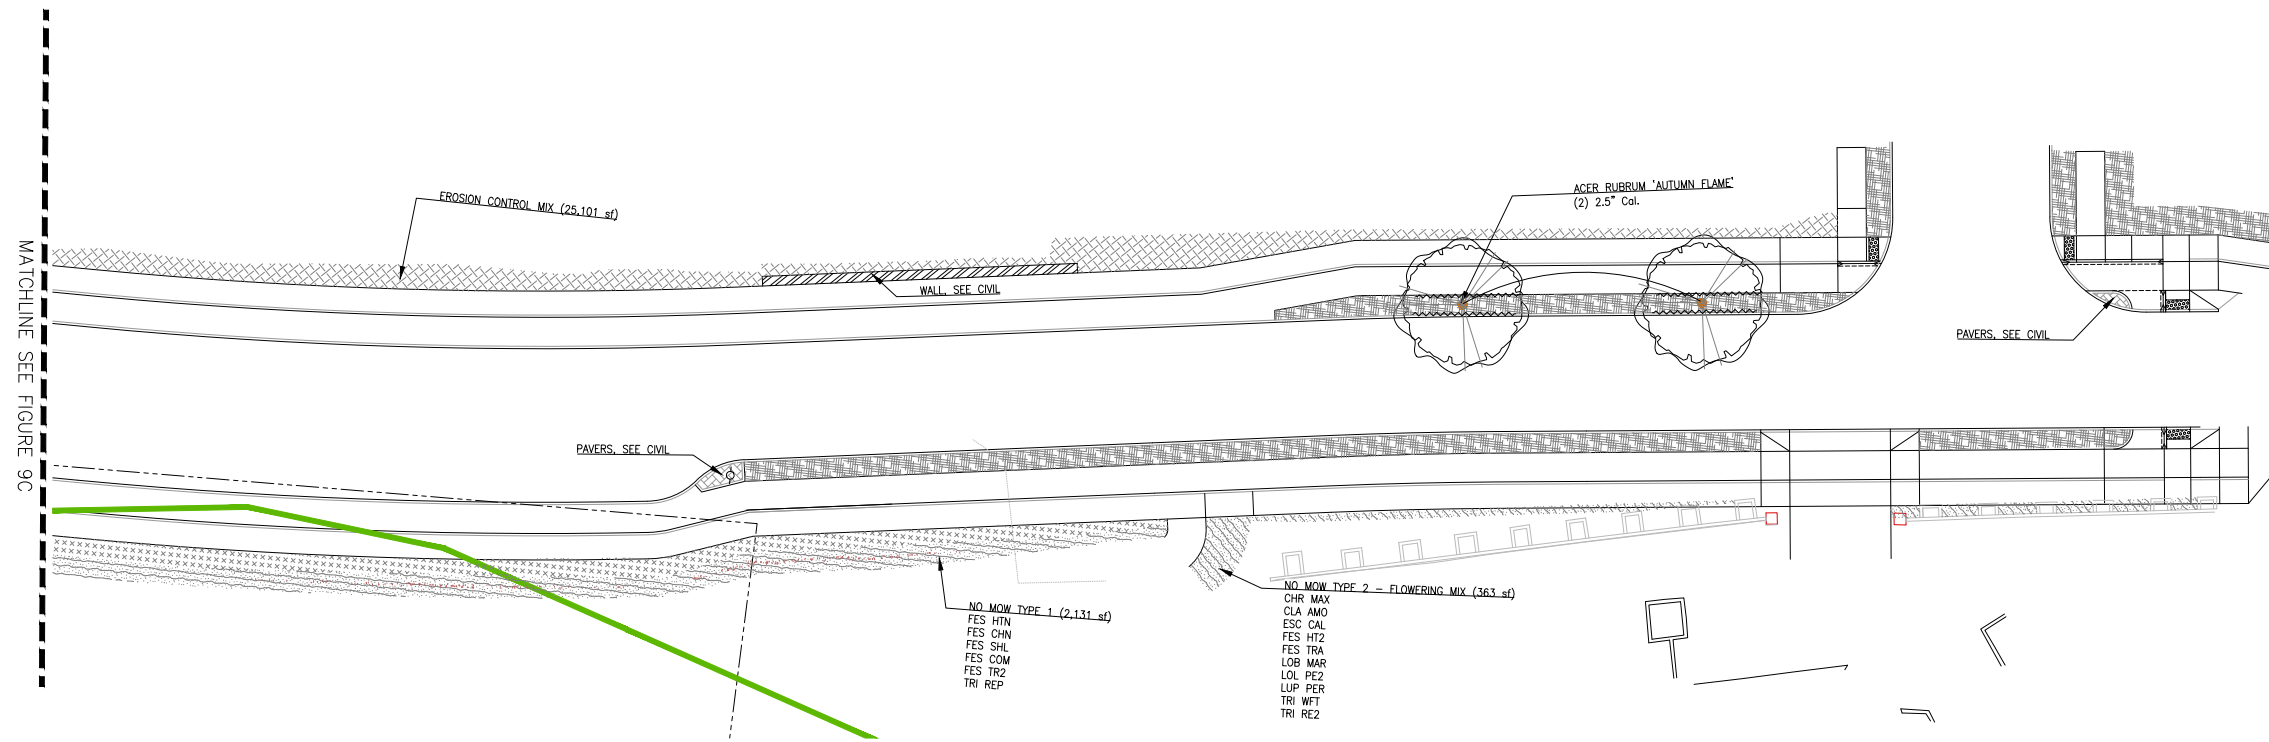 MATCHLINE SEE FIGURE 9C
EROSION CONTROL MIX (25,101 sf)
WALL, SEE CIVIL
ACER RUBRUM 'AUTUMN FLAME'
(2) 2.5" Cal.
PAVERS, SEE CIVIL
PAVERS, SEE CIVIL
NO MOW TYPE 1 (2,131 sf)
FES HTN
FES CHN
FES SHL
FES COM
FES TR2
TRI REP
NO MOW TYPE 2 – FLOWERING MIX (363 sf)
CHR MAX
CLA AMO
ESC CAL
FES HT2
FES TRA
LOB MAR
LOL PE2
LUP PER
TRI WFT
TRI RE2